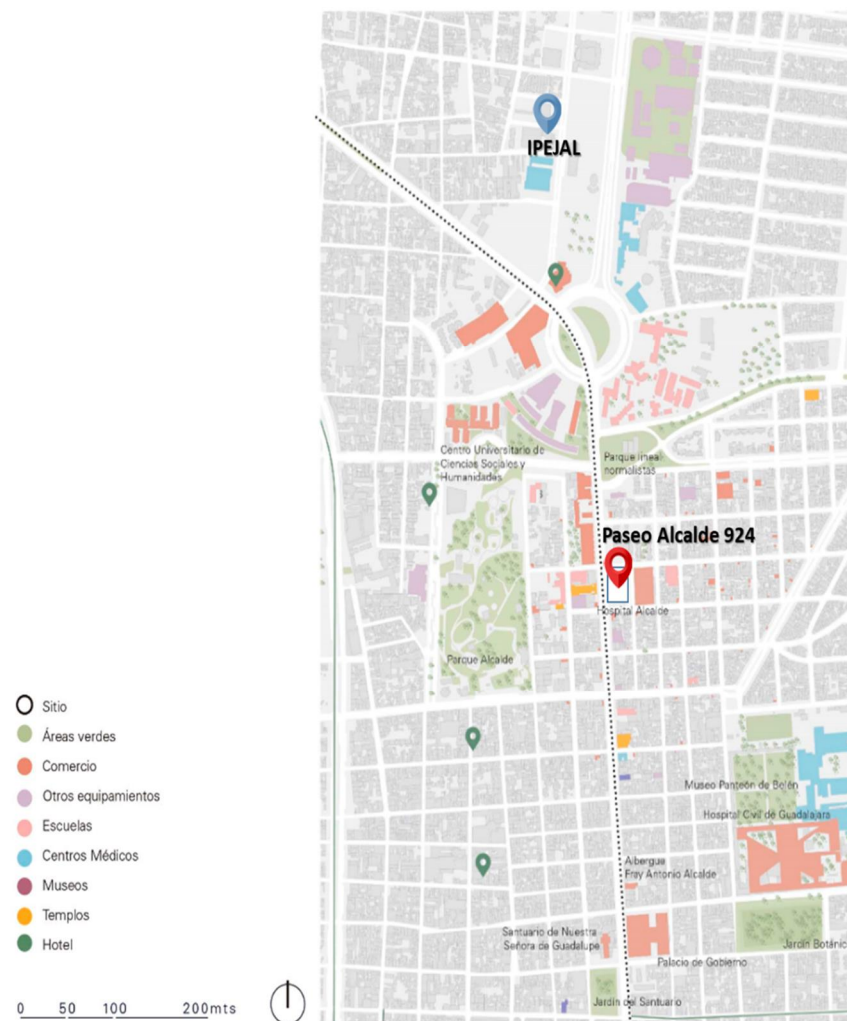 IPEJAL
Centro Universitario de
Ciencias Sociales y
Humanidades
Parque lineal
normalistas
Paseo Alcalde 924
Hospital Alcalde
Parque Alcalde
Sitio
Áreas verdes
Comercio
Otros equipamientos
Escuelas
Centros Médicos
Museos
Templos
Hotel
0 50 100 200mts
Museo Panteón de Belén
Hospital Civil de Guadalajara
Albergue
Fray Antonio Alcalde
Santuario de Nuestra
Señora de Guadalupe
Palacio de Gobierno
Jardín Botánic
Jardín del Santuario